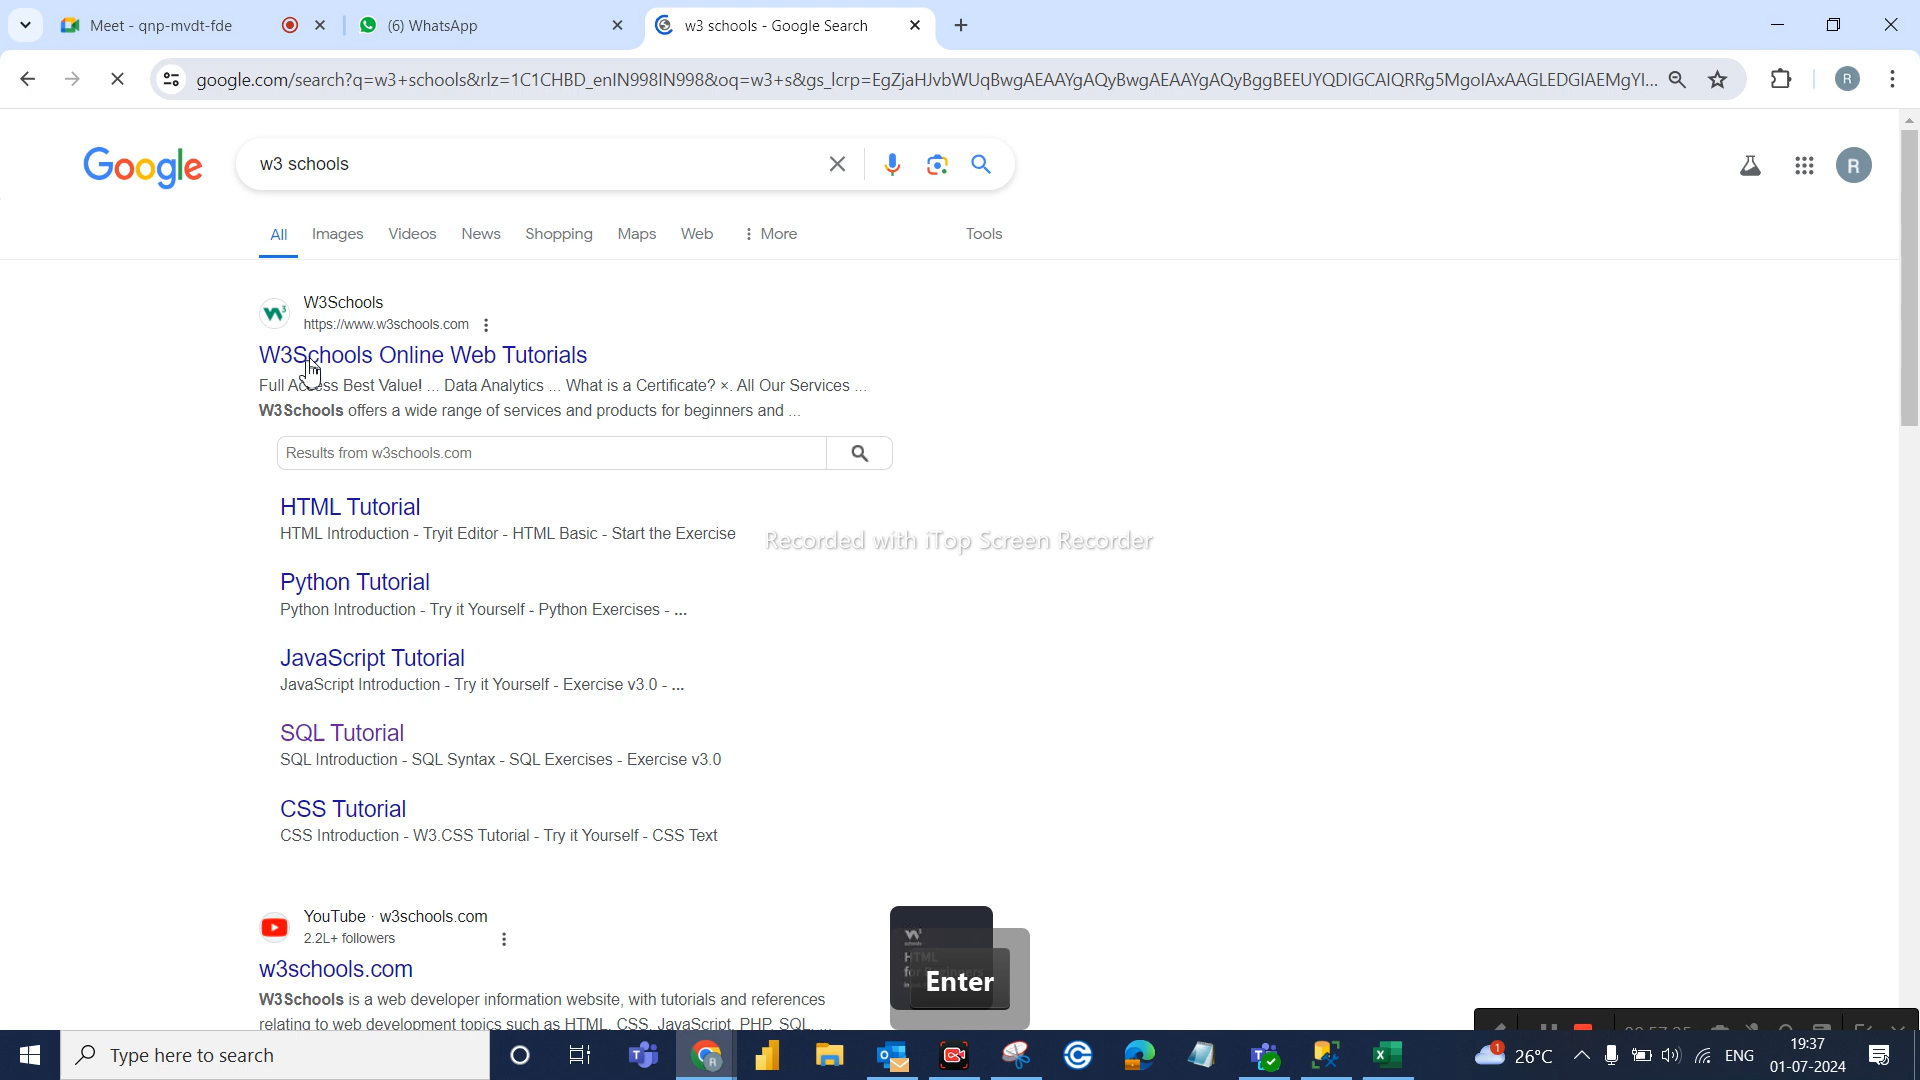 Meet - qnp-mvdt-fde
(6) WhatsApp
w3 schools - Google Search
google.com/search?q=w3+schools&rlz=1C1CHBD_enIN998IN998&oq=w3+s&gs_lcrp=EgZjaHJvbWUqBwgAEAAYgAQyBwgAEAAYgAQyBggBEEUYQDIGCAIQRRg5MgoIAxAAGLEDGIAEMgYI...
R
Google
w3 schools
R
All Images Videos News Shopping Maps Web More Tools
W3Schools
https://www.w3schools.com
W3Schools Online Web Tutorials
Full Access Best Value! ... Data Analytics ... What is a Certificate? ×. All Our Services ...
W3Schools offers a wide range of services and products for beginners and ...
Results from w3schools.com
HTML Tutorial
HTML Introduction - Tryit Editor - HTML Basic - Start the Exercise
Recorded with iTop Screen Recorder
Python Tutorial
Python Introduction - Try it Yourself - Python Exercises - ...
JavaScript Tutorial
JavaScript Introduction - Try it Yourself - Exercise v3.0 - ...
SQL Tutorial
SQL Introduction - SQL Syntax - SQL Exercises - Exercise v3.0
CSS Tutorial
CSS Introduction - W3.CSS Tutorial - Try it Yourself - CSS Text
YouTube · w3schools.com
2.2L+ followers
w3schools.com
W3Schools is a web developer information website, with tutorials and references
relating to web development topics such as HTML, CSS, JavaScript, PHP, SQL, ...
HTML
Enter
Type here to search
26°C
ENG
19:37
01-07-2024